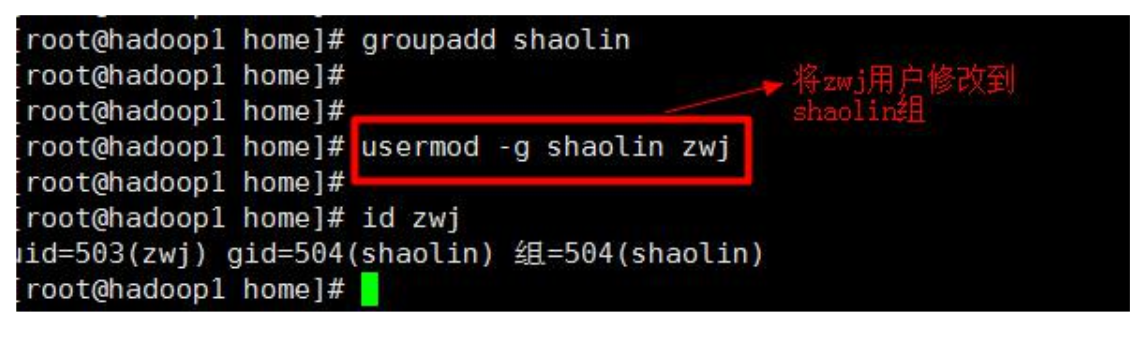 [root@hadoop1 home]# groupadd shaolin
[root@hadoop1 home]#
[root@hadoop1 home]#
[root@hadoop1 home]# usermod -g shaolin zwj
[root@hadoop1 home]#
[root@hadoop1 home]# id zwj
uid=503(zwj) gid=504(shaolin) 组=504(shaolin)
[root@hadoop1 home]#
将zwj用户修改到
shaolin组